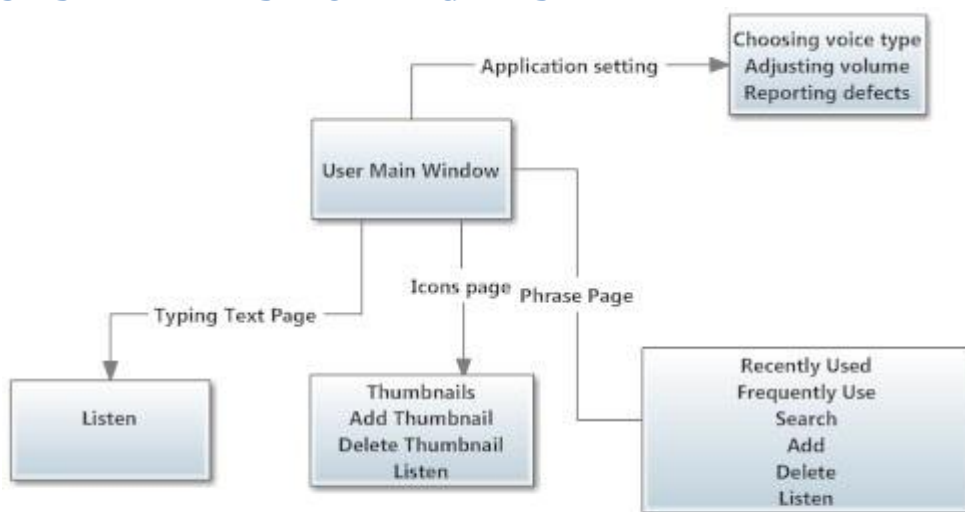 Choosing voice type
Adjusting volume
Reporting defects
Application setting
User Main Window
Icons page
Phrase Page
Typing Text Page
Listen
Thumbnails
Add Thumbnail
Delete Thumbnail
Listen
Recently Used
Frequently Use
Search
Add
Delete
Listen